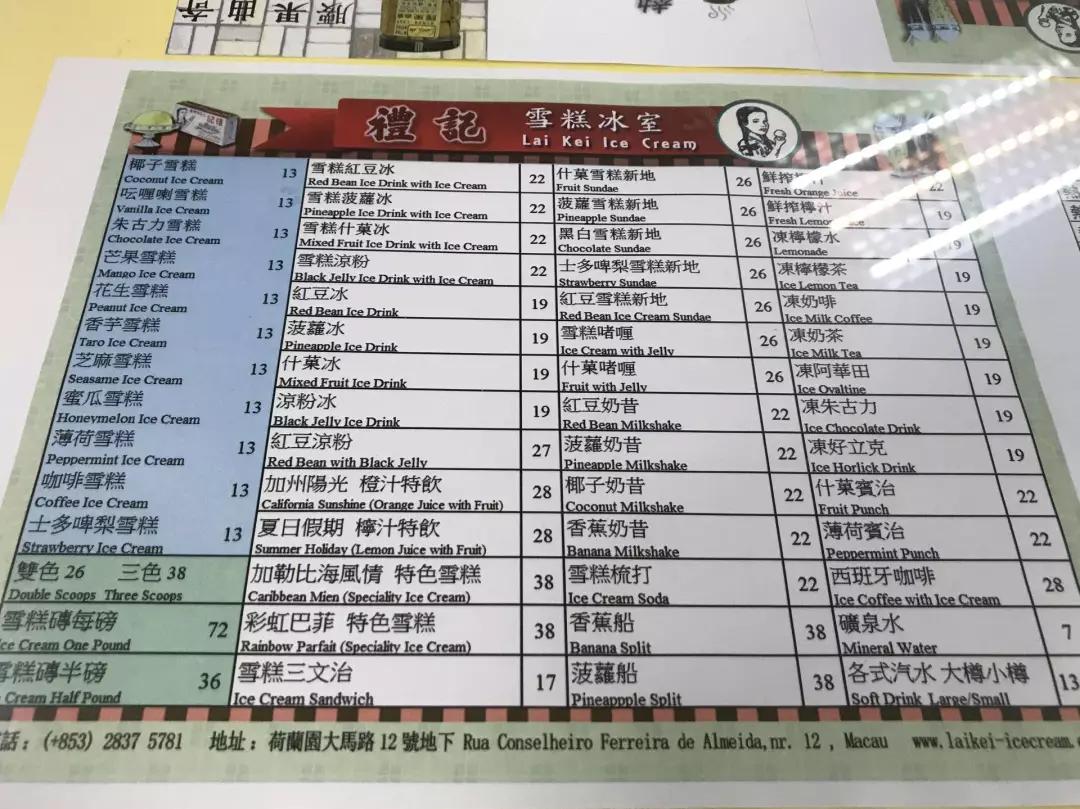 禮記 雪糕冰室
Lai Kei Ice Cream
椰子雪糕 13
Coconut Ice Cream
呍喱喇雪糕 13
Vanilla Ice Cream
朱古力雪糕 13
Chocolate Ice Cream
芒果雪糕 13
Mango Ice Cream
花生雪糕 13
Peanut Ice Cream
香芋雪糕 13
Taro Ice Cream
芝麻雪糕 13
Seasame Ice Cream
蜜瓜雪糕 13
Honeymelon Ice Cream
薄荷雪糕 13
Peppermint Ice Cream
咖啡雪糕 13
Coffee Ice Cream
士多啤梨雪糕 13
Strawberry Ice Cream
雙色 26 三色 38
Double Scoops Three Scoops
雪糕磚每磅 72
Ice Cream One Pound
雪糕磚半磅 36
Cream Half Pound
雪糕紅豆冰 22
Red Bean Ice Drink with Ice Cream
雪糕菠蘿冰 22
Pineapple Ice Drink with Ice Cream
雪糕什菓冰 22
Mixed Fruit Ice Drink with Ice Cream
雪糕涼粉 22
Black Jelly Ice Drink with Ice Cream
紅豆冰 19
Red Bean Ice Drink
菠蘿冰 19
Pineapple Ice Drink
什菓冰 19
Mixed Fruit Ice Drink
涼粉冰 19
Black Jelly Ice Drink
紅豆涼粉 27
Red Bean with Black Jelly
加州陽光 橙汁特飲 28
California Sunshine (Orange Juice with Fruit)
夏日假期 檸汁特飲 28
Summer Holiday (Lemon Juice with Fruit)
加勒比海風情 特色雪糕 38
Caribbean Mien (Speciality Ice Cream)
彩虹巴菲 特色雪糕 38
Rainbow Parfait (Speciality Ice Cream)
雪糕三文治 17
Ice Cream Sandwich
什菓雪糕新地 26
Fruit Sundae
菠蘿雪糕新地 26
Pineapple Sundae
黑白雪糕新地 26
Chocolate Sundae
士多啤梨雪糕新地 26
Strawberry Sundae
紅豆雪糕新地 26
Red Bean Ice Cream Sundae
雪糕啫喱 26
Ice Cream with Jelly
什菓啫喱 26
Fruit with Jelly
紅豆奶昔 22
Red Bean Milkshake
菠蘿奶昔 22
Pineapple Milkshake
椰子奶昔 22
Coconut Milkshake
香蕉奶昔 22
Banana Milkshake
雪糕梳打 22
Ice Cream Soda
香蕉船 38
Banana Split
菠蘿船 38
Pineappple Split
鮮搾 22
Fresh Orange Juice
鮮搾檸汁 19
Fresh Lemon
凍檸檬水 19
Lemonade
凍檸檬茶 19
Ice Lemon Tea
凍奶啡 19
Ice Milk Coffee
凍奶茶 19
Ice Milk Tea
凍阿華田 19
Ice Ovaltine
凍朱古力 19
Ice Chocolate Drink
凍好立克 19
Ice Horlick Drink
什菓賓治 22
Fruit Punch
薄荷賓治 22
Peppermint Punch
西班牙咖啡 28
Ice Coffee with Ice Cream
礦泉水 7
Mineral Water
各式汽水 大樽小樽 13
Soft Drink Large/Small
話：(+853) 2837 5781 地址：荷蘭園大馬路 12 號地下 Rua Conselheiro Ferreira de Almeida,nr. 12 , Macau www.laikei-icecream.